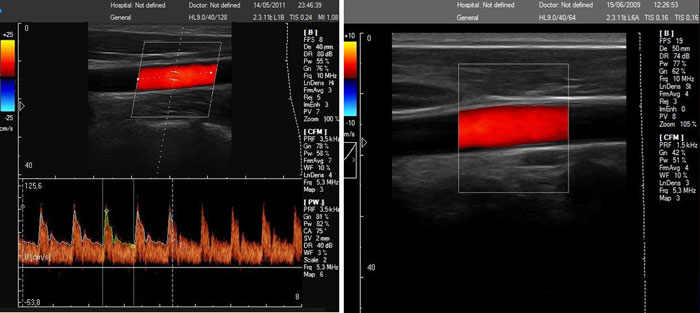 Hospital: Not defined Doctor: Not defined 14/05/2011 23:46:39
General HL9.0/40/128 2.3.11t L1B TIS 0,24 MI 1,08
+25
-25
cm/s
0
40
[ B ]
FPS 8
De 40 mm
DR 80 dB
Pw 55 %
Gn 76 %
Frq 10 MHz
LnDens Hi
FrmAvg 3
Rej 5
ImEnh 3
PV 7
Zoom 100 %
[ CFM ]
PRF 3,5 kHz
Gn 78 %
Pw 58 %
FrmAvg 7
WF 10 %
LnDens 4
Frq 5,3 MHz
Map 3
[ PW ]
PRF 3,5 kHz
Gn 81 %
Pw 82 %
CA 75°
SV 2 mm
DR 40 dB
WF 3 %
Scale 2
Frq 5,3 MHz
Map 6
125,6
0 [cm/s]
-53,8
8
Hospital: Not defined Doctor: Not defined 19/06/2009 12:26:53
General HL9.0/40/64 2.3.11t L6A TIS 0,16 MI 0,16
+10
-10
cm/s
0
40
[ B ]
FPS 19
De 50 mm
DR 74 dB
Pw 77 %
Gn 62 %
Frq 10 MHz
LnDens St
FrmAvg 4
Rej 3
ImEnh 0
PV 8
Zoom 105 %
[ CFM ]
PRF 1,5 kHz
Gn 42 %
Pw 51 %
FrmAvg 4
WF 10 %
LnDens 3
Frq 5,3 MHz
Map 3